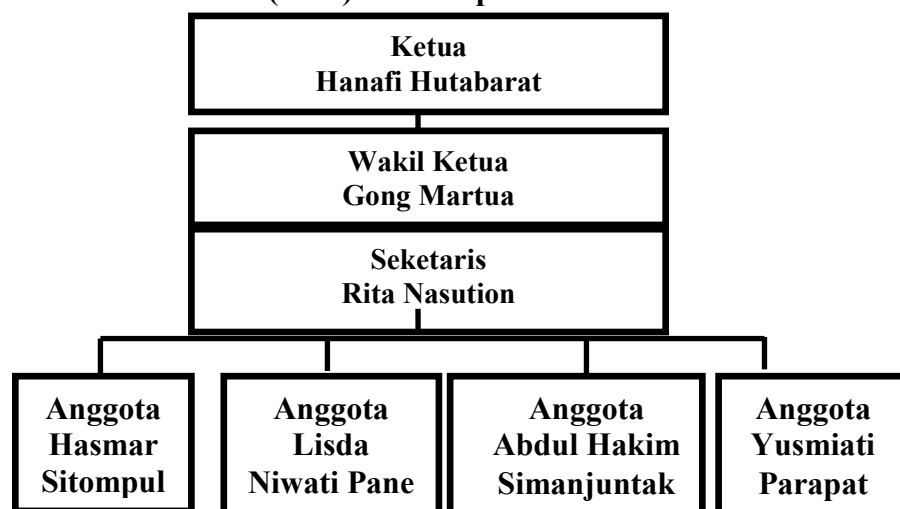 Ketua
Hanafi Hutabarat
Wakil Ketua
Gong Martua
Seketaris
Rita Nasution
Anggota
Hasmar
Sitompul
Anggota
Lisda
Niwati Pane
Anggota
Abdul Hakim
Simanjuntak
Anggota
Yusmiati
Parapat